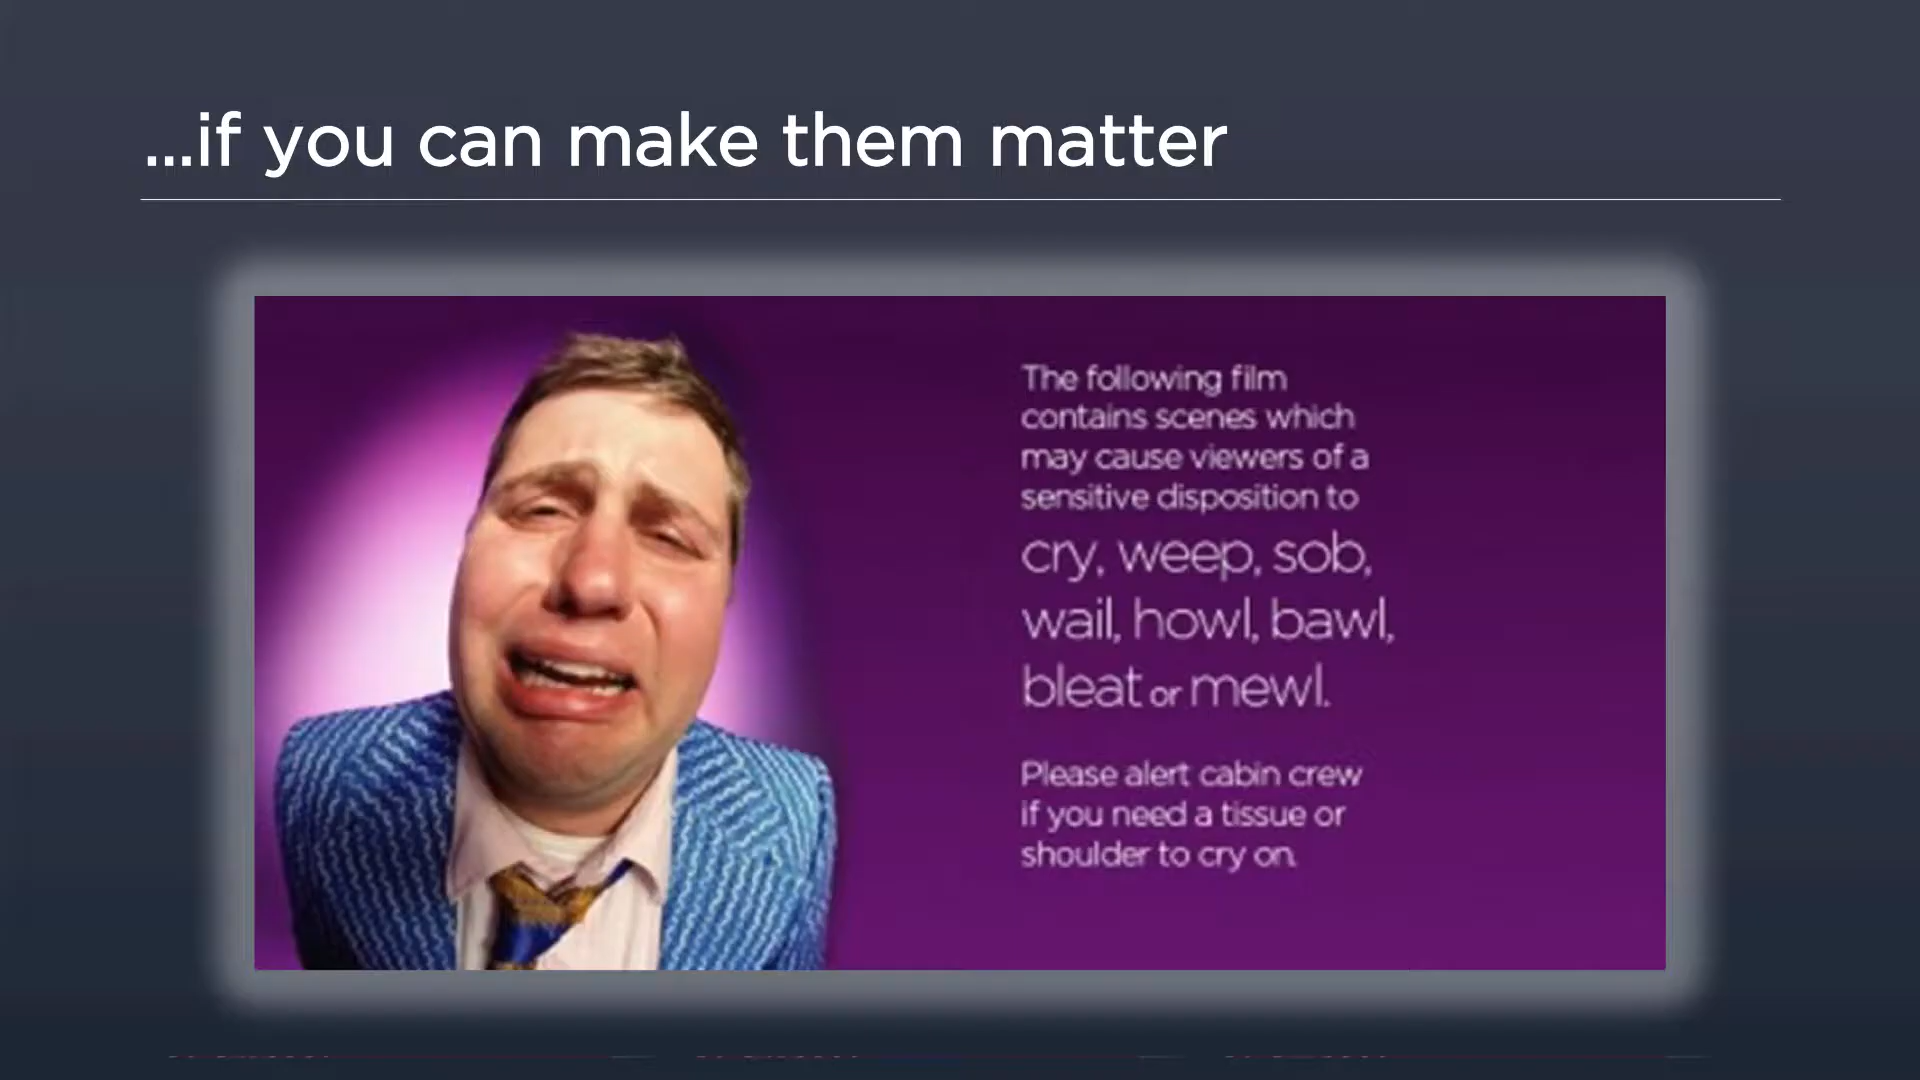 ...if you can make them matter
The following film
contains scenes which
may cause viewers of a
sensitive disposition to
cry, weep, sob,
wail, howl, bawl,
bleat or mewl.
Please alert cabin crew
if you need a tissue or
shoulder to cry on.